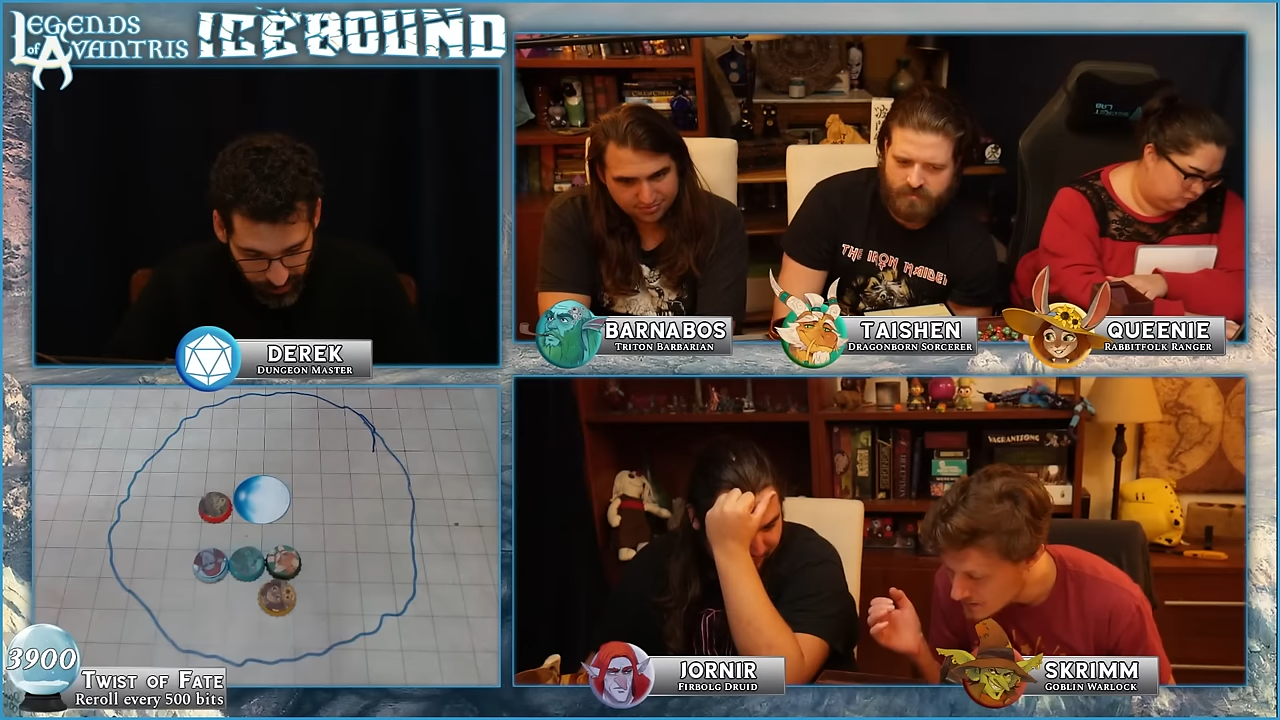 LEGENDS
of AVANTRIS
ICEBOUND
DEREK
DUNGEON MASTER
THE IRON MAIDEN
BARNABOS
TRITON BARBARIAN
TAISHEN
DRAGONBORN SORCERER
QUEENIE
RABBITFOLK RANGER
VAGRANTSONG
JORNIR
FIRBOLG DRUID
SKRIMM
GOBLIN WARLOCK
3900
TWIST OF FATE
Reroll every 500 bits